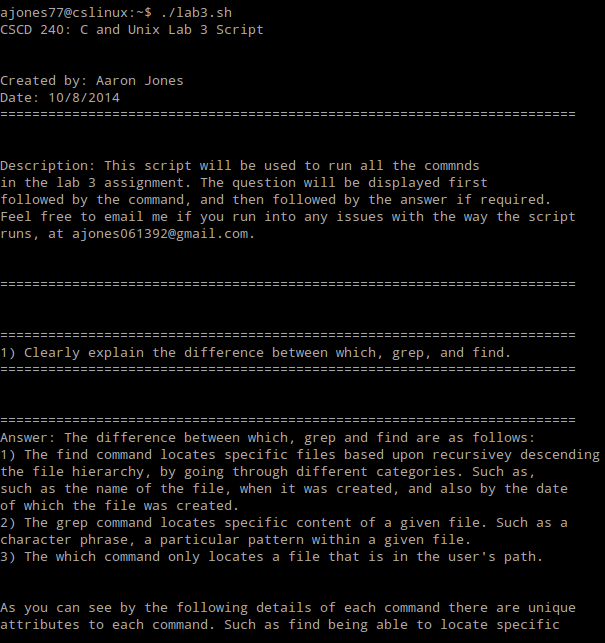 ajones77@cslinux:~$ ./lab3.sh
CSCD 240: C and Unix Lab 3 Script
Created by: Aaron Jones
Date: 10/8/2014
========================================================================
Description: This script will be used to run all the commnds
in the lab 3 assignment. The question will be displayed first
followed by the command, and then followed by the answer if required.
Feel free to email me if you run into any issues with the way the script
runs, at ajones061392@gmail.com.
========================================================================
========================================================================
1) Clearly explain the difference between which, grep, and find.
========================================================================
========================================================================
Answer: The difference between which, grep and find are as follows:
1) The find command locates specific files based upon recursivey descending
the file hierarchy, by going through different categories. Such as,
such as the name of the file, when it was created, and also by the date
of which the file was created.
2) The grep command locates specific content of a given file. Such as a
character phrase, a particular pattern within a given file.
3) The which command only locates a file that is in the user's path.
As you can see by the following details of each command there are unique
attributes to each command. Such as find being able to locate specific